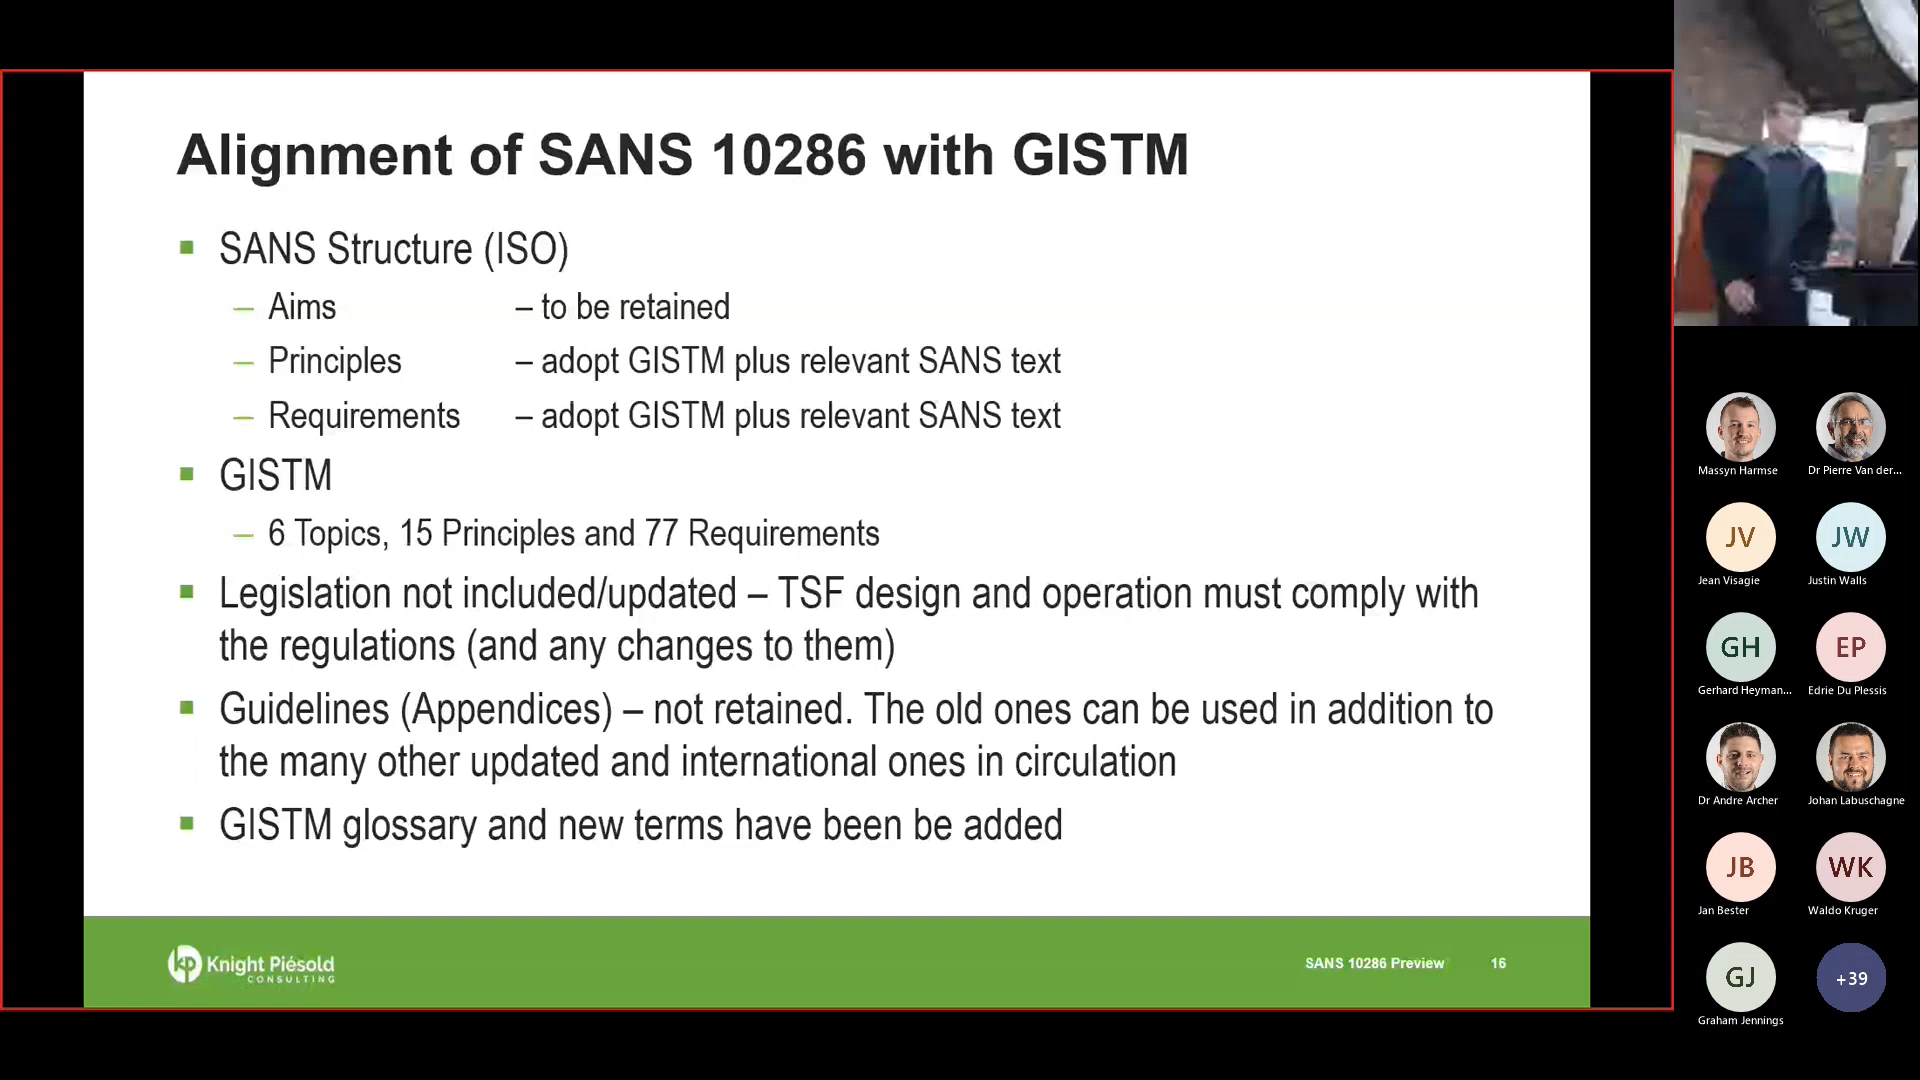 Alignment of SANS 10286 with GISTM
SANS Structure (ISO)
– Aims – to be retained
– Principles – adopt GISTM plus relevant SANS text
– Requirements – adopt GISTM plus relevant SANS text
GISTM
– 6 Topics, 15 Principles and 77 Requirements
Legislation not included/updated – TSF design and operation must comply with
the regulations (and any changes to them)
Guidelines (Appendices) – not retained. The old ones can be used in addition to
the many other updated and international ones in circulation
GISTM glossary and new terms have been be added
kp Knight Piésold
CONSULTING
SANS 10286 Preview 16
Massyn Harmse
Dr Pierre Van der...
JV
JW
Jean Visagie
Justin Walls
GH
EP
Gerhard Heyman...
Edrie Du Plessis
Dr Andre Archer
Johan Labuschagne
JB
WK
Jan Bester
Waldo Kruger
GJ
+39
Graham Jennings